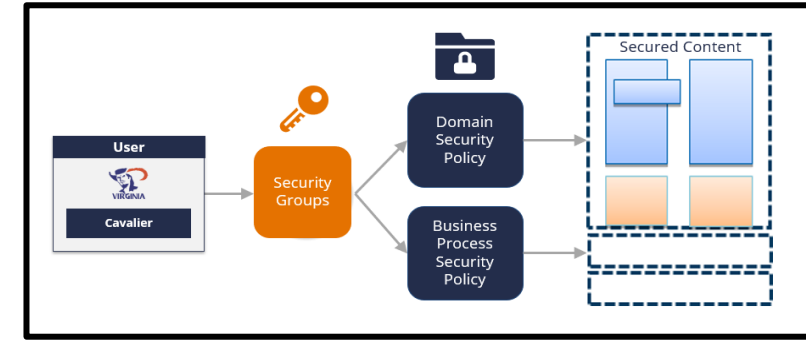 User
VIRGINIA
Cavalier
Security
Groups
Domain
Security
Policy
Business
Process
Security
Policy
Secured Content